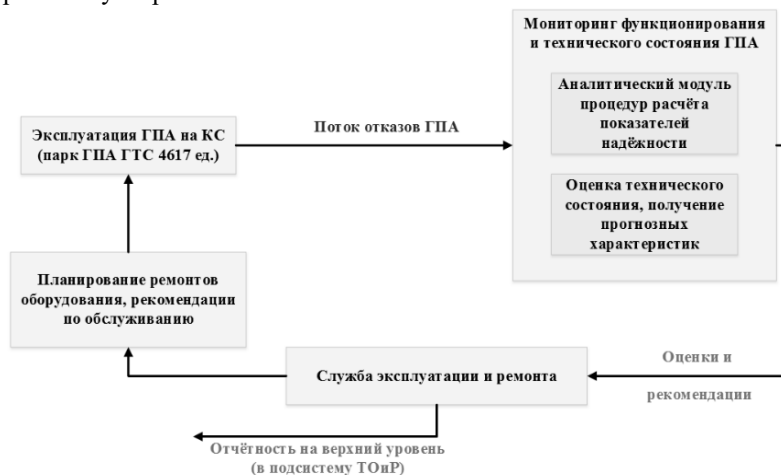 Мониторинг функционирования
и технического состояния ГПА
Аналитический модуль
процедур расчёта
показателей
надёжности
Эксплуатация ГПА на КС
(парк ГПА ГТС 4617 ед.)
Поток отказов ГПА
Оценка технического
состояния, получение
прогнозных
характеристик
Планирование ремонтов
оборудования, рекомендации
по обслуживанию
Служба эксплуатации и ремонта
Оценки и
рекомендации
Отчётность на верхний уровень
(в подсистему ТОиР)